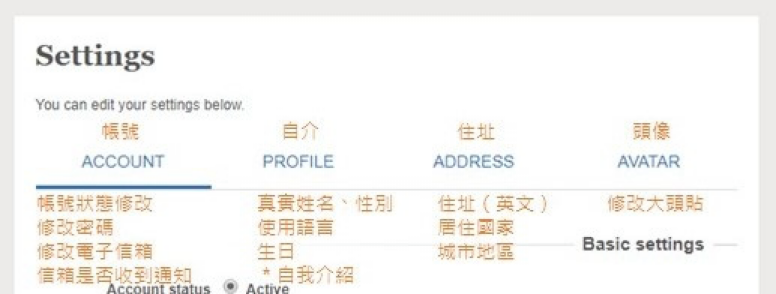 Settings
You can edit your settings below.
帳號 自介 住址 頭像
ACCOUNT PROFILE ADDRESS AVATAR
帳號狀態修改 真實姓名、性別 住址（英文） 修改大頭貼
修改密碼 使用語言 居住國家
修改電子信箱 生日 城市地區 Basic settings
信箱是否收到通知 *自我介紹
Account status Active